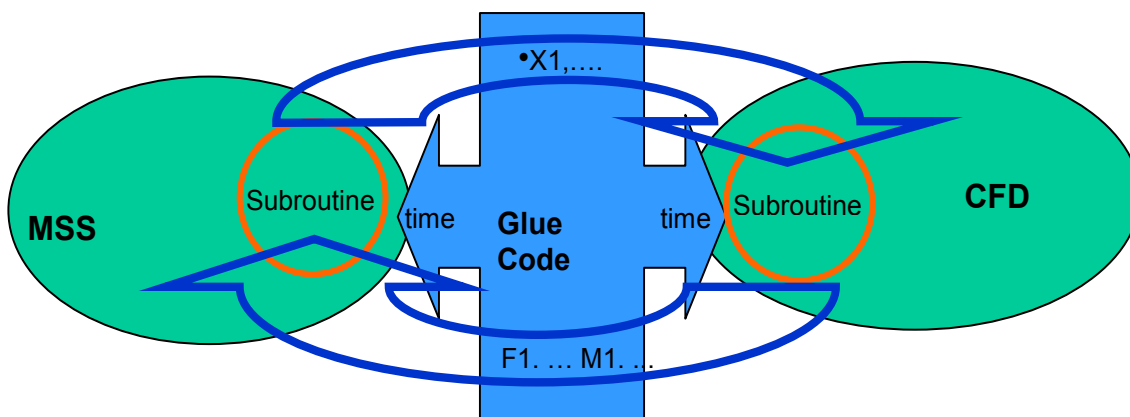 •X1,....
MSS
Subroutine
time
Glue
Code
time
Subroutine
CFD
F1. ... M1. ...